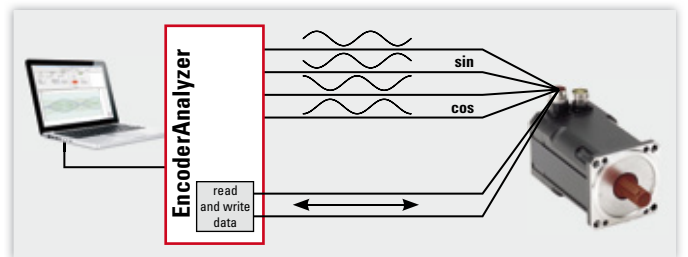 EncoderAnalyzer
sin
cos
read
and write
data